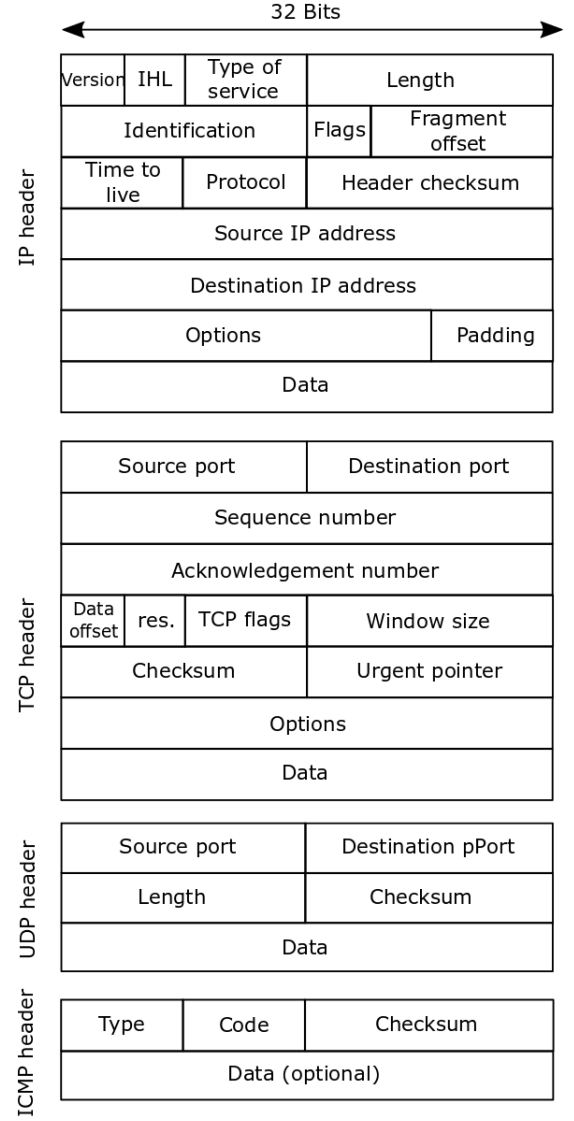 32 Bits
IP header
Version IHL Type of service Length
Identification Flags Fragment offset
Time to live Protocol Header checksum
Source IP address
Destination IP address
Options Padding
Data
TCP header
Source port Destination port
Sequence number
Acknowledgement number
Data offset res. TCP flags Window size
Checksum Urgent pointer
Options
Data
UDP header
Source port Destination pPort
Length Checksum
Data
ICMP header
Type Code Checksum
Data (optional)